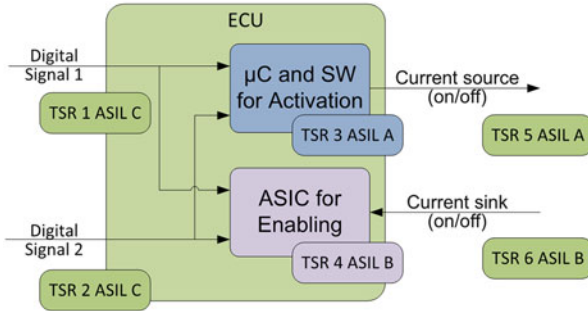 ECU
Digital
Signal 1
TSR 1 ASIL C
µC and SW
for Activation
TSR 3 ASIL A
Current source
(on/off)
TSR 5 ASIL A
ASIC for
Enabling
TSR 4 ASIL B
Current sink
(on/off)
TSR 6 ASIL B
Digital
Signal 2
TSR 2 ASIL C